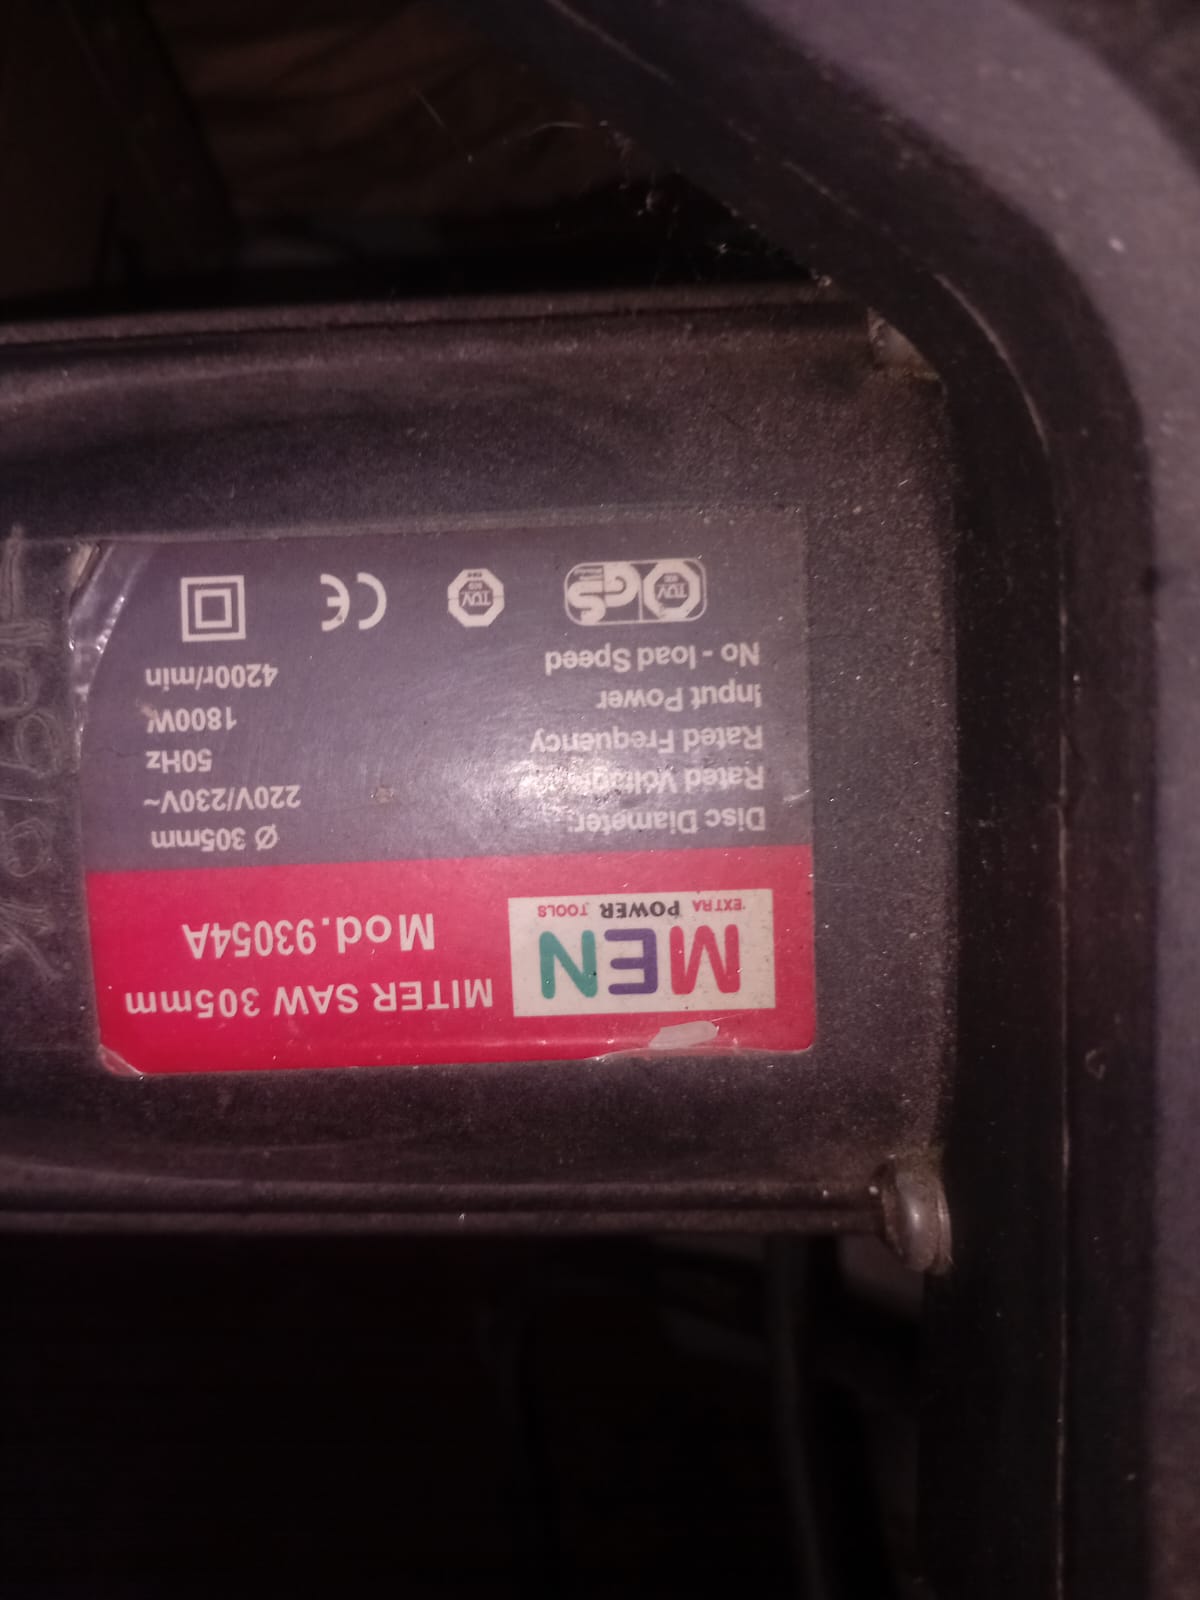 MEN
EXTRA POWER TOOLS
MITER SAW 305mm
Mod.93054A
Disc Diameter: Ø 305mm
Rated Voltage 220V/230V~
Rated Frequency 50Hz
Input Power 1800W
No - load Speed 4200r/min
TÜV GS TÜV CE